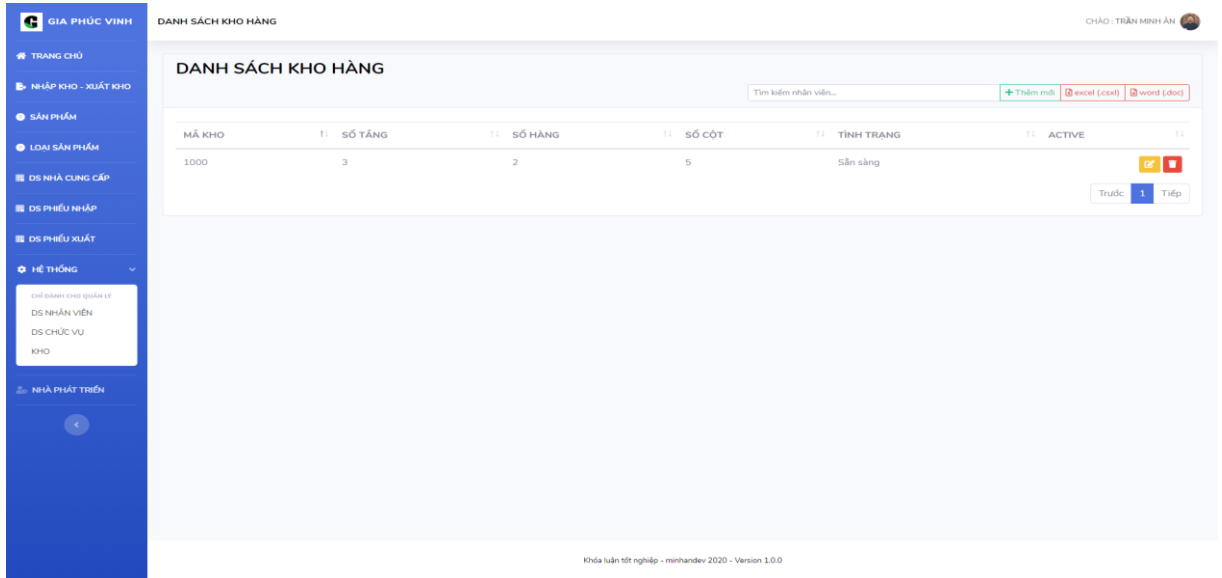 GIA PHÚC VINH
DANH SÁCH KHO HÀNG
CHÀO : TRẦN MINH ÂN
TRANG CHỦ
NHẬP KHO - XUẤT KHO
SẢN PHẨM
LOẠI SẢN PHẨM
DS NHÀ CUNG CẤP
DS PHIẾU NHẬP
DS PHIẾU XUẤT
HỆ THỐNG
CHỈ DÀNH CHO QUẢN LÝ
DS NHÂN VIÊN
DS CHỨC VỤ
KHO
NHÀ PHÁT TRIỂN
DANH SÁCH KHO HÀNG
Tìm kiếm nhân viên...
Thêm mới excel (.csxl) word (.doc)
MÃ KHO SỐ TẦNG SỐ HÀNG SỐ CỘT TÌNH TRẠNG ACTIVE
1000 3 2 5 Sẵn sàng
Trước 1 Tiếp
Khóa luận tốt nghiệp - minhandev 2020 - Version 1.0.0